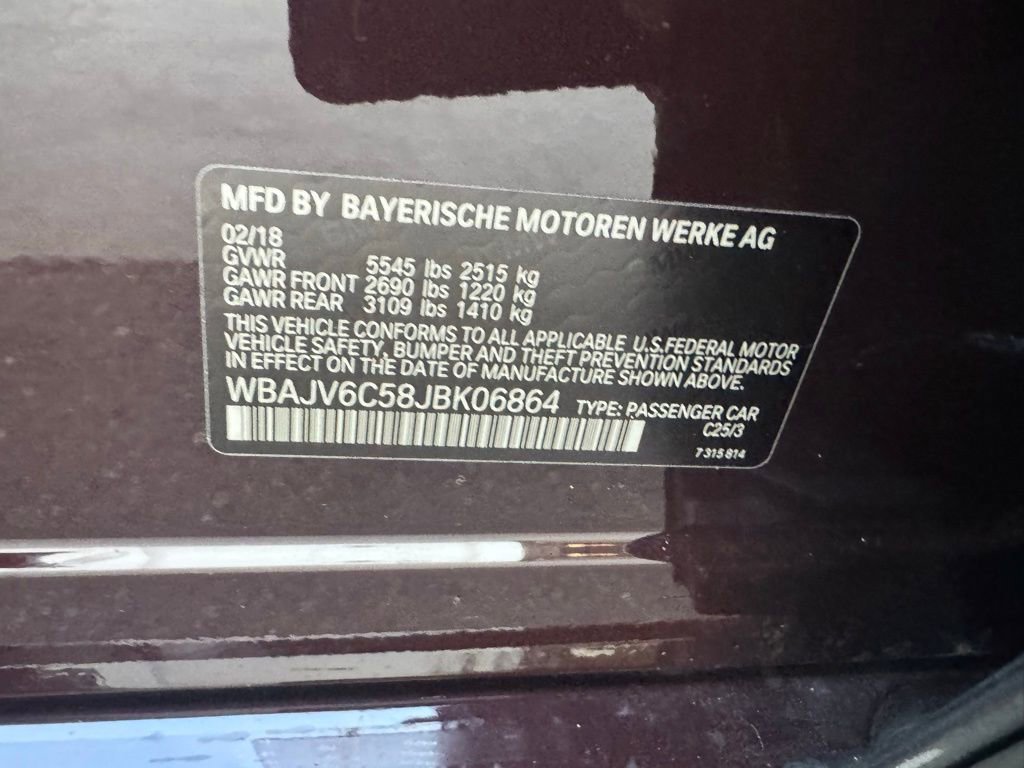 MFD BY BAYERISCHE MOTOREN WERKE AG
02/18
GVWR 5545 lbs 2515 kg
GAWR FRONT 2690 lbs 1220 kg
GAWR REAR 3109 lbs 1410 kg
THIS VEHICLE CONFORMS TO ALL APPLICABLE U.S. FEDERAL MOTOR
VEHICLE SAFETY, BUMPER AND THEFT PREVENTION STANDARDS
IN EFFECT ON THE DATE OF MANUFACTURE SHOWN ABOVE.
WBAJV6C58JBK06864 TYPE: PASSENGER CAR
C25/3
7 315 814